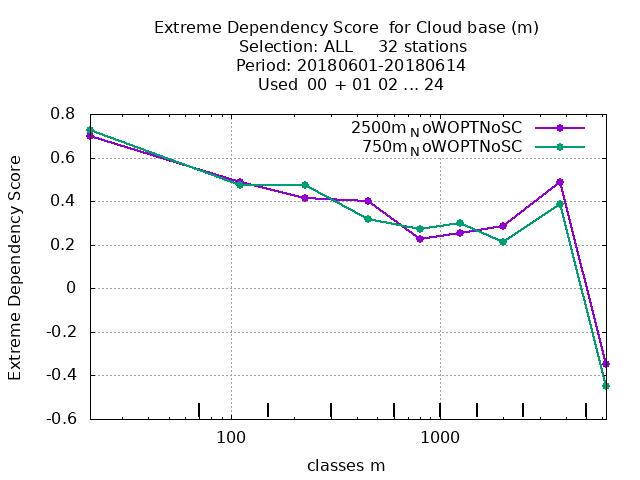 Extreme Dependency Score  for Cloud base (m)
Selection: ALL     32 stations
Period: 20180601-20180614
Used  00 + 01 02 ... 24
0.8
0.6
0.4
0.2
0
-0.2
-0.4
-0.6
Extreme Dependency Score
2500m_NoWOPTNoSC
750m_NoWOPTNoSC
100
1000
classes m